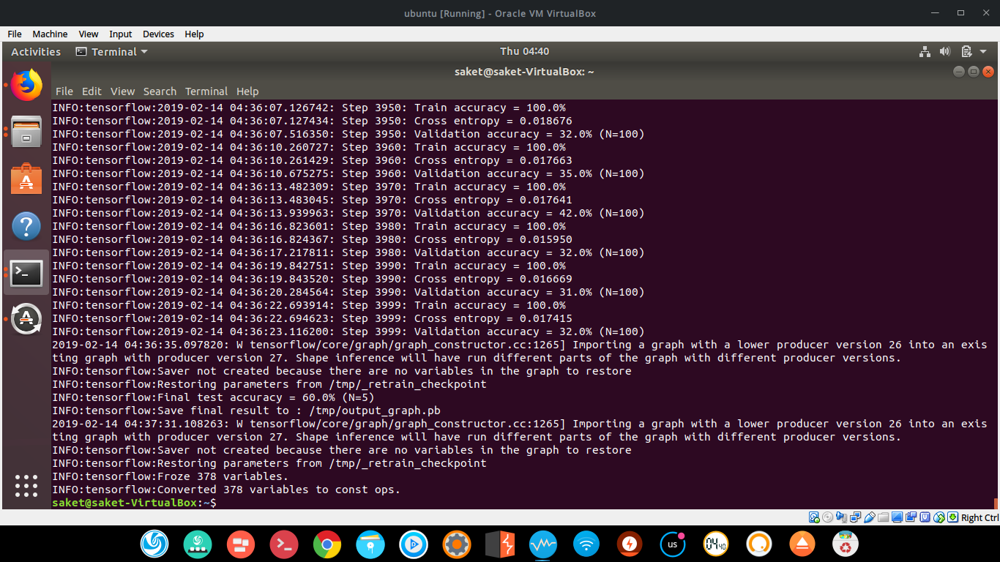 ubuntu [Running] - Oracle VM VirtualBox
File Machine View Input Devices Help
Activities Terminal Thu 04:40
saket@saket-VirtualBox: ~
File Edit View Search Terminal Help
INFO:tensorflow:2019-02-14 04:36:07.126742: Step 3950: Train accuracy = 100.0%
INFO:tensorflow:2019-02-14 04:36:07.127434: Step 3950: Cross entropy = 0.018676
INFO:tensorflow:2019-02-14 04:36:07.516350: Step 3950: Validation accuracy = 32.0% (N=100)
INFO:tensorflow:2019-02-14 04:36:10.260727: Step 3960: Train accuracy = 100.0%
INFO:tensorflow:2019-02-14 04:36:10.261429: Step 3960: Cross entropy = 0.017663
INFO:tensorflow:2019-02-14 04:36:10.675275: Step 3960: Validation accuracy = 35.0% (N=100)
INFO:tensorflow:2019-02-14 04:36:13.482309: Step 3970: Train accuracy = 100.0%
INFO:tensorflow:2019-02-14 04:36:13.483045: Step 3970: Cross entropy = 0.017641
INFO:tensorflow:2019-02-14 04:36:13.939963: Step 3970: Validation accuracy = 42.0% (N=100)
INFO:tensorflow:2019-02-14 04:36:16.823601: Step 3980: Train accuracy = 100.0%
INFO:tensorflow:2019-02-14 04:36:16.824367: Step 3980: Cross entropy = 0.015950
INFO:tensorflow:2019-02-14 04:36:17.217811: Step 3980: Validation accuracy = 32.0% (N=100)
INFO:tensorflow:2019-02-14 04:36:19.842751: Step 3990: Train accuracy = 100.0%
INFO:tensorflow:2019-02-14 04:36:19.843520: Step 3990: Cross entropy = 0.016669
INFO:tensorflow:2019-02-14 04:36:20.284564: Step 3990: Validation accuracy = 31.0% (N=100)
INFO:tensorflow:2019-02-14 04:36:22.693914: Step 3999: Train accuracy = 100.0%
INFO:tensorflow:2019-02-14 04:36:22.694623: Step 3999: Cross entropy = 0.017415
INFO:tensorflow:2019-02-14 04:36:23.116200: Step 3999: Validation accuracy = 32.0% (N=100)
2019-02-14 04:36:35.097820: W tensorflow/core/graph/graph_constructor.cc:1265] Importing a graph with a lower producer version 26 into an exis
ting graph with producer version 27. Shape inference will have run different parts of the graph with different producer versions.
INFO:tensorflow:Saver not created because there are no variables in the graph to restore
INFO:tensorflow:Restoring parameters from /tmp/_retrain_checkpoint
INFO:tensorflow:Final test accuracy = 60.0% (N=5)
INFO:tensorflow:Save final result to : /tmp/output_graph.pb
2019-02-14 04:37:31.108263: W tensorflow/core/graph/graph_constructor.cc:1265] Importing a graph with a lower producer version 26 into an exis
ting graph with producer version 27. Shape inference will have run different parts of the graph with different producer versions.
INFO:tensorflow:Saver not created because there are no variables in the graph to restore
INFO:tensorflow:Restoring parameters from /tmp/_retrain_checkpoint
INFO:tensorflow:Froze 378 variables.
INFO:tensorflow:Converted 378 variables to const ops.
saket@saket-VirtualBox:~$
Right Ctrl
us 04 40